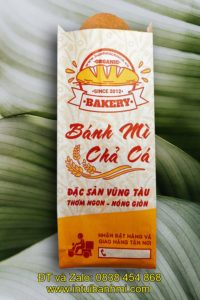 ORGANIC
SINCE 2012
BAKERY
Bánh Mì
Chả Cá
ĐẶC SẢN VŨNG TÀU
THƠM NGON - NÓNG GIÒN
NHẬN ĐẶT HÀNG VÀ
GIAO HÀNG TẬN NƠI
ĐT và Zalo: 0838 454 868
www.intuibanhmi.com